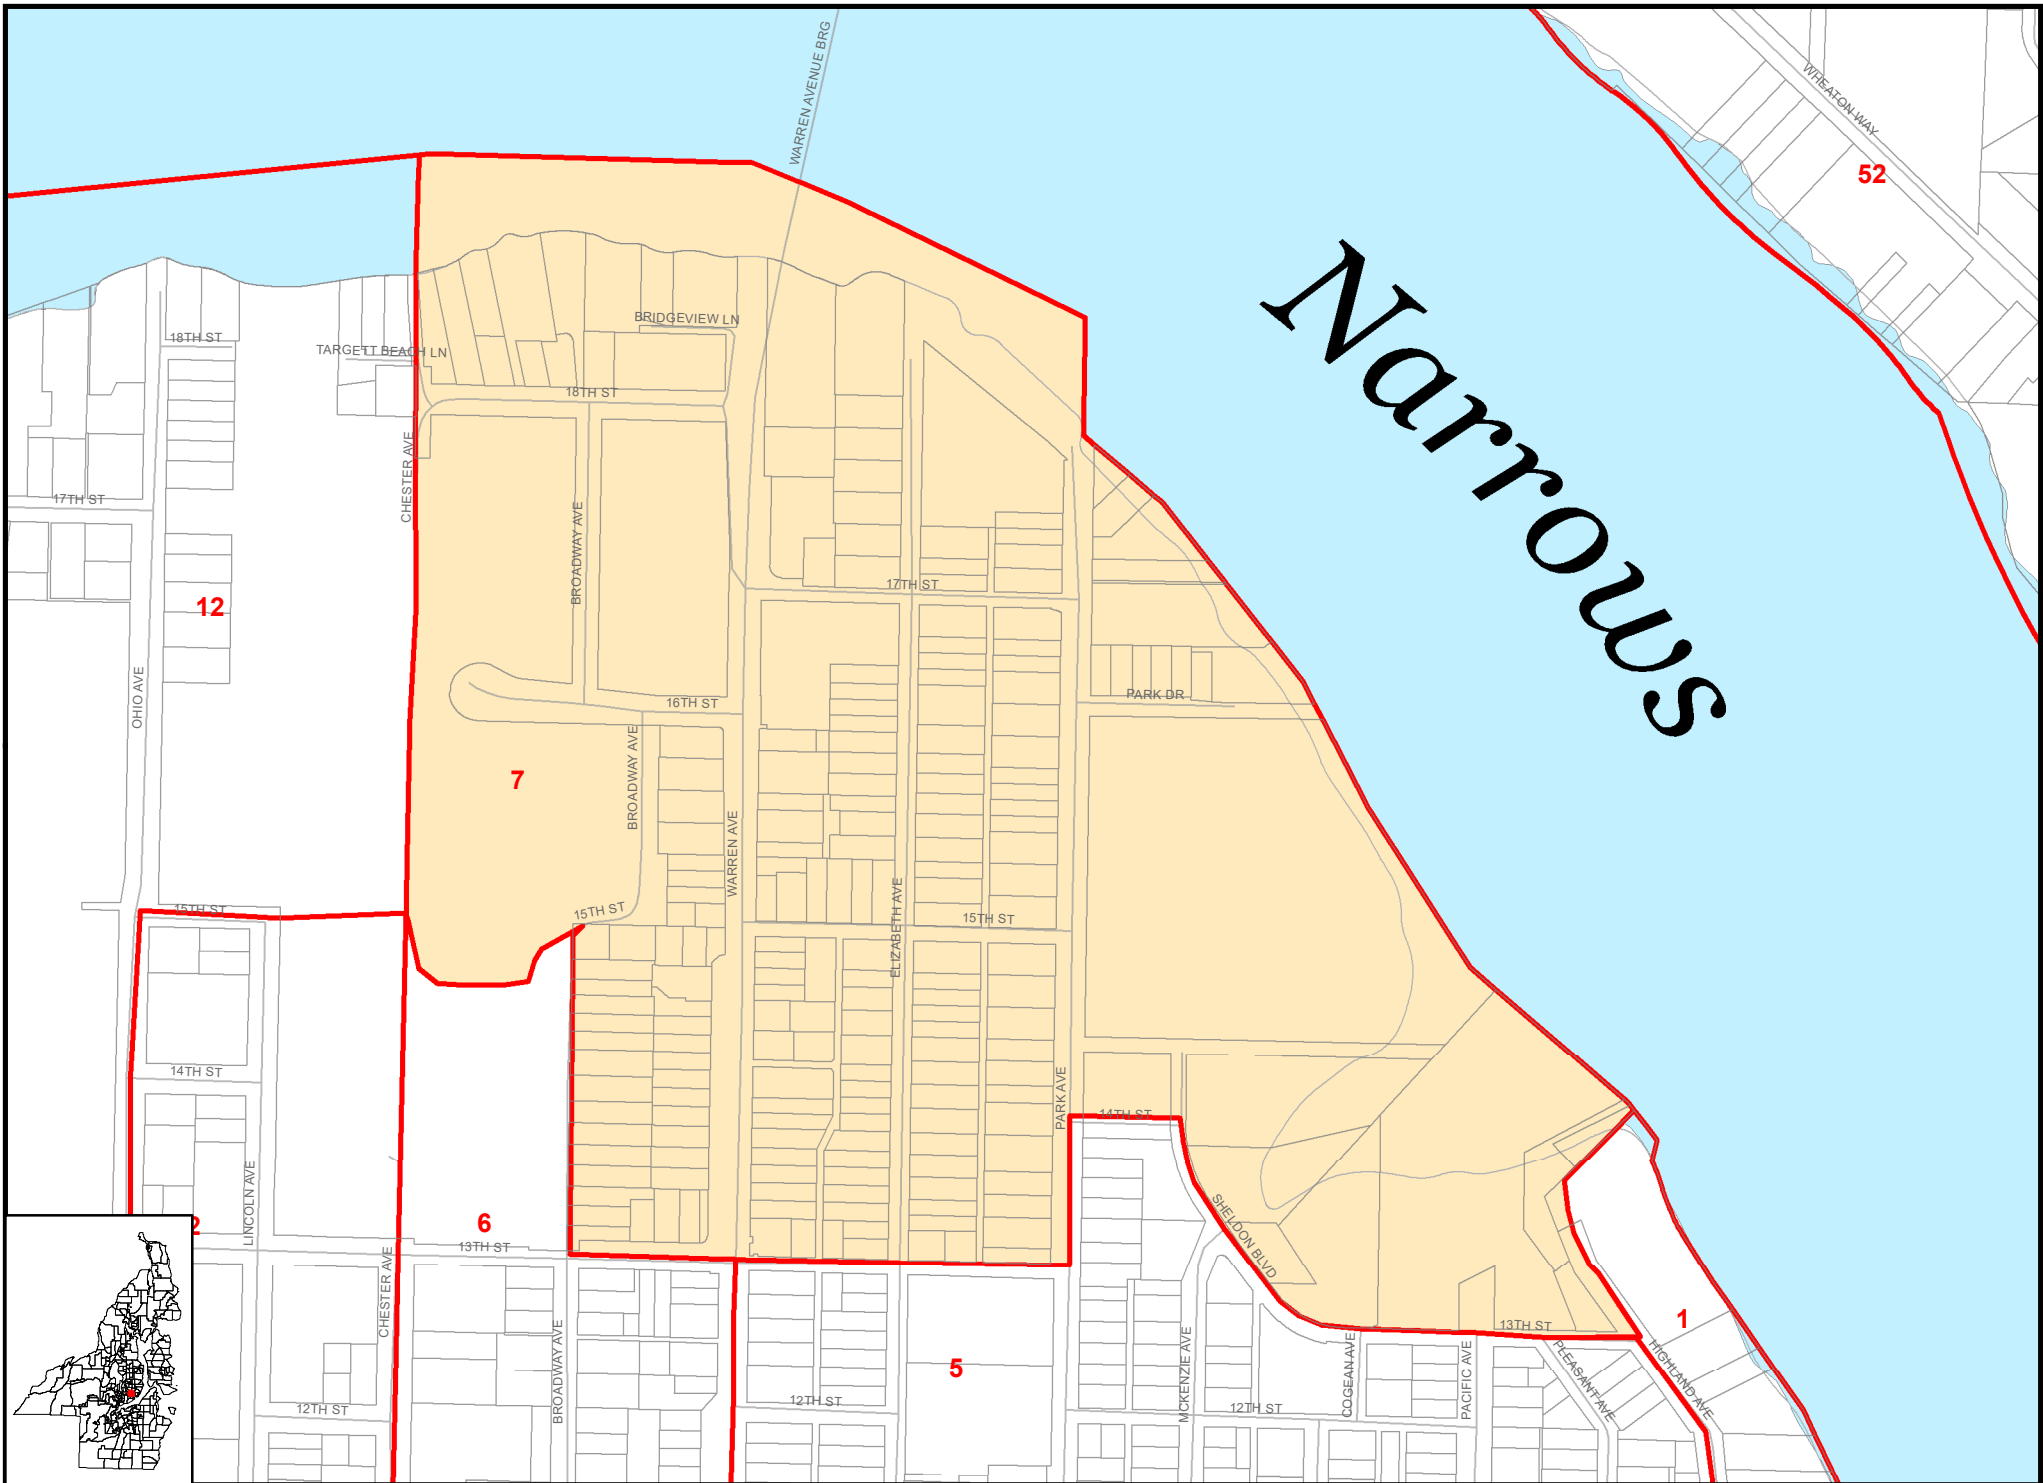 WARREN AVENUE BRG
WHEATON WAY
52
Narrows
BRIDGEVIEW LN
18TH ST
TARGETT BEACH LN
18TH ST
CHESTER AVE
17TH ST
BROADWAY AVE
17TH ST
12
OHIO AVE
PARK DR
16TH ST
7
BROADWAY AVE
WARREN AVE
ELIZABETH AVE
15TH ST
15TH ST
15TH ST
14TH ST
PARK AVE
14TH ST
LINCOLN AVE
2
6
13TH ST
SHELDON BLVD
CHESTER AVE
BROADWAY AVE
5
MCKENZIE AVE
COGEAN AVE
PACIFIC AVE
13TH ST
1
PLEASANT AVE
HIGHLAND AVE
12TH ST
12TH ST
12TH ST